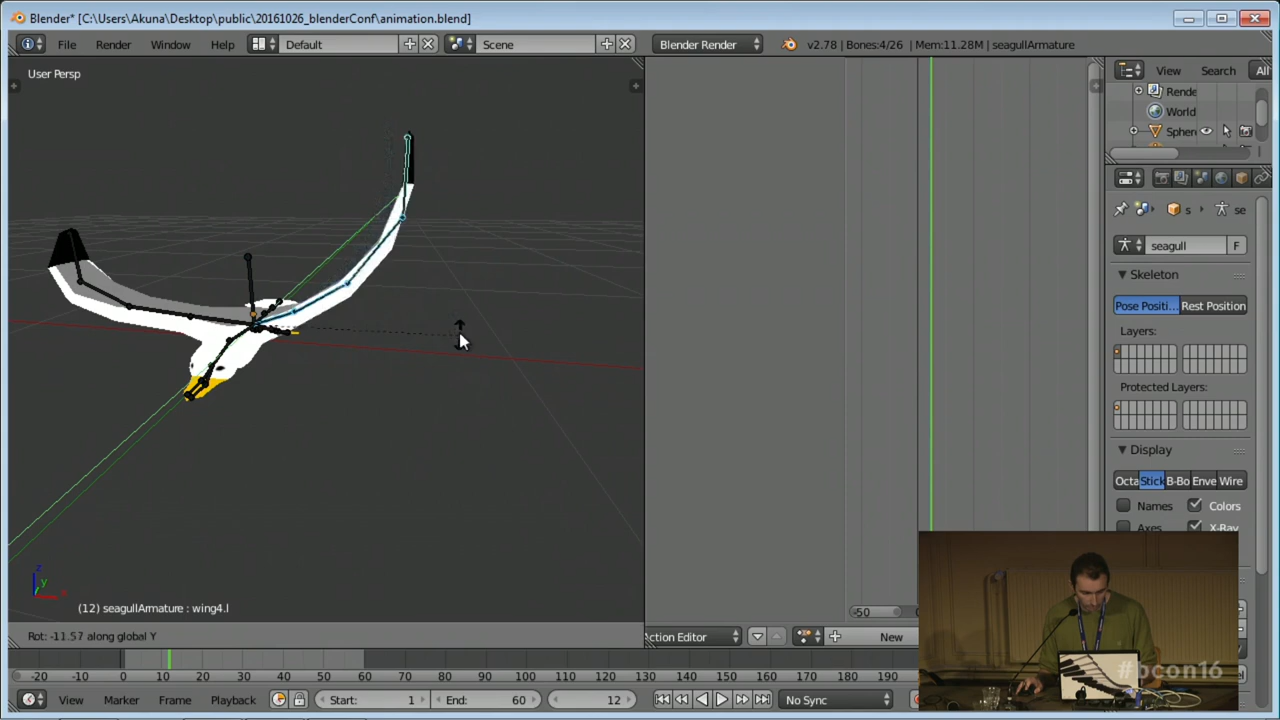 Blender* [C:\Users\Akuna\Desktop\public\20161026_blenderConf\animation.blend]
File Render Window Help Default Scene Blender Render v2.78 | Bones:4/26 | Mem:11.28M | seagullArmature
User Persp
View Search All
Rende
World
Spher
s se
seagull F
Skeleton
Pose Positi... Rest Position
Layers:
Protected Layers:
Display
Octa Stick B-Bo Enve Wire
Names Colors
Axes X-Ray
z
y
x
(12) seagullArmature : wing4.l
-50
Rot: -11.57 along global Y
Action Editor New
#bcon16
-20 -10 0 10 20 30 40 50 60 70 80 90 100 110 120 130 140 150 160 170 180 190
View Marker Frame Playback Start: 1 End: 60 12 No Sync